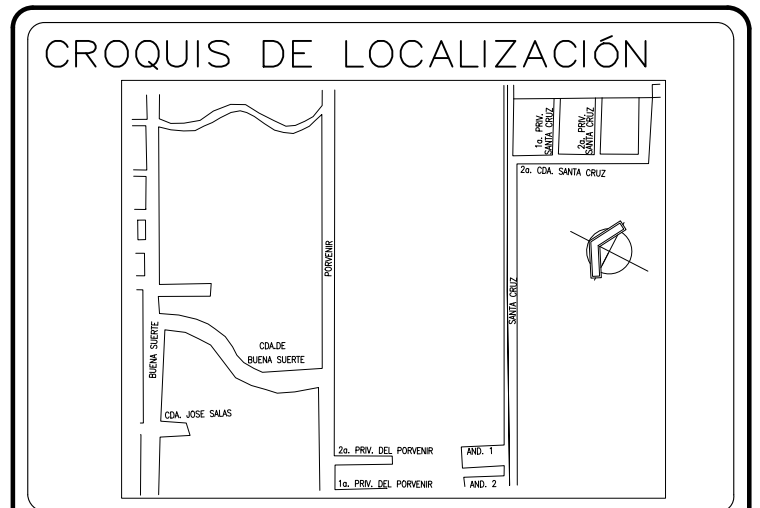 CROQUIS DE LOCALIZACIÓN
1a. PRIV.
SANTA CRUZ
2a. PRIV.
SANTA CRUZ
2a. CDA. SANTA CRUZ
PORVENIR
SANTA CRUZ
BUENA SUERTE
CDA.DE
BUENA SUERTE
CDA. JOSE SALAS
2a. PRIV. DEL PORVENIR
AND. 1
1a. PRIV. DEL PORVENIR
AND. 2